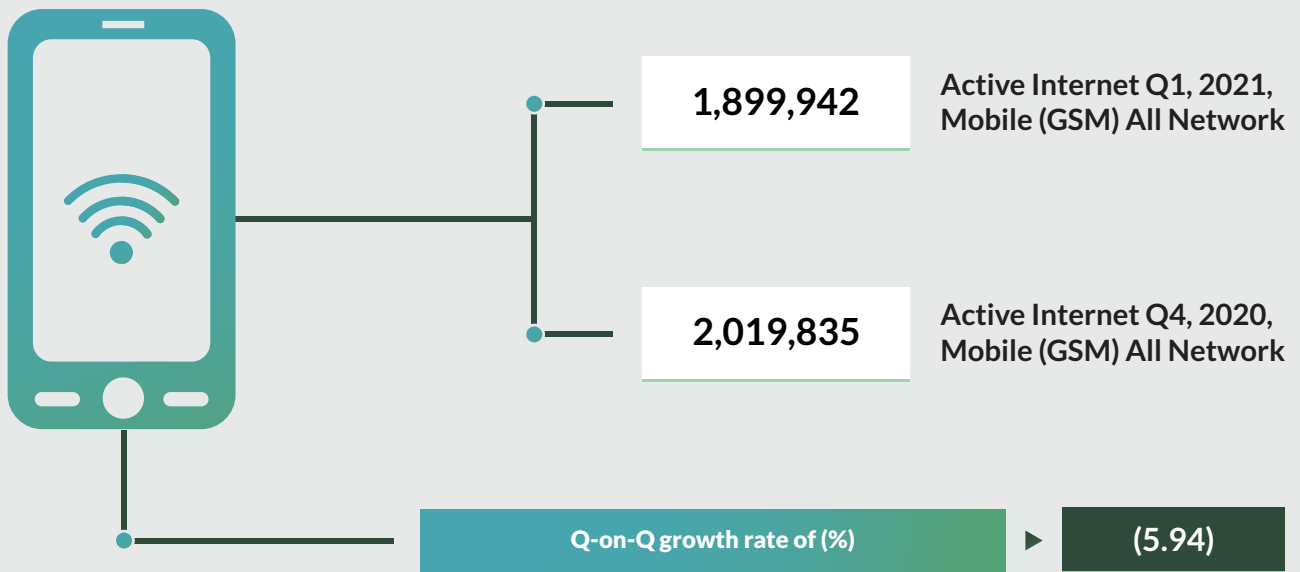 1,899,942
Active Internet Q1, 2021,
Mobile (GSM) All Network
2,019,835
Active Internet Q4, 2020,
Mobile (GSM) All Network
Q-on-Q growth rate of (%)
(5.94)